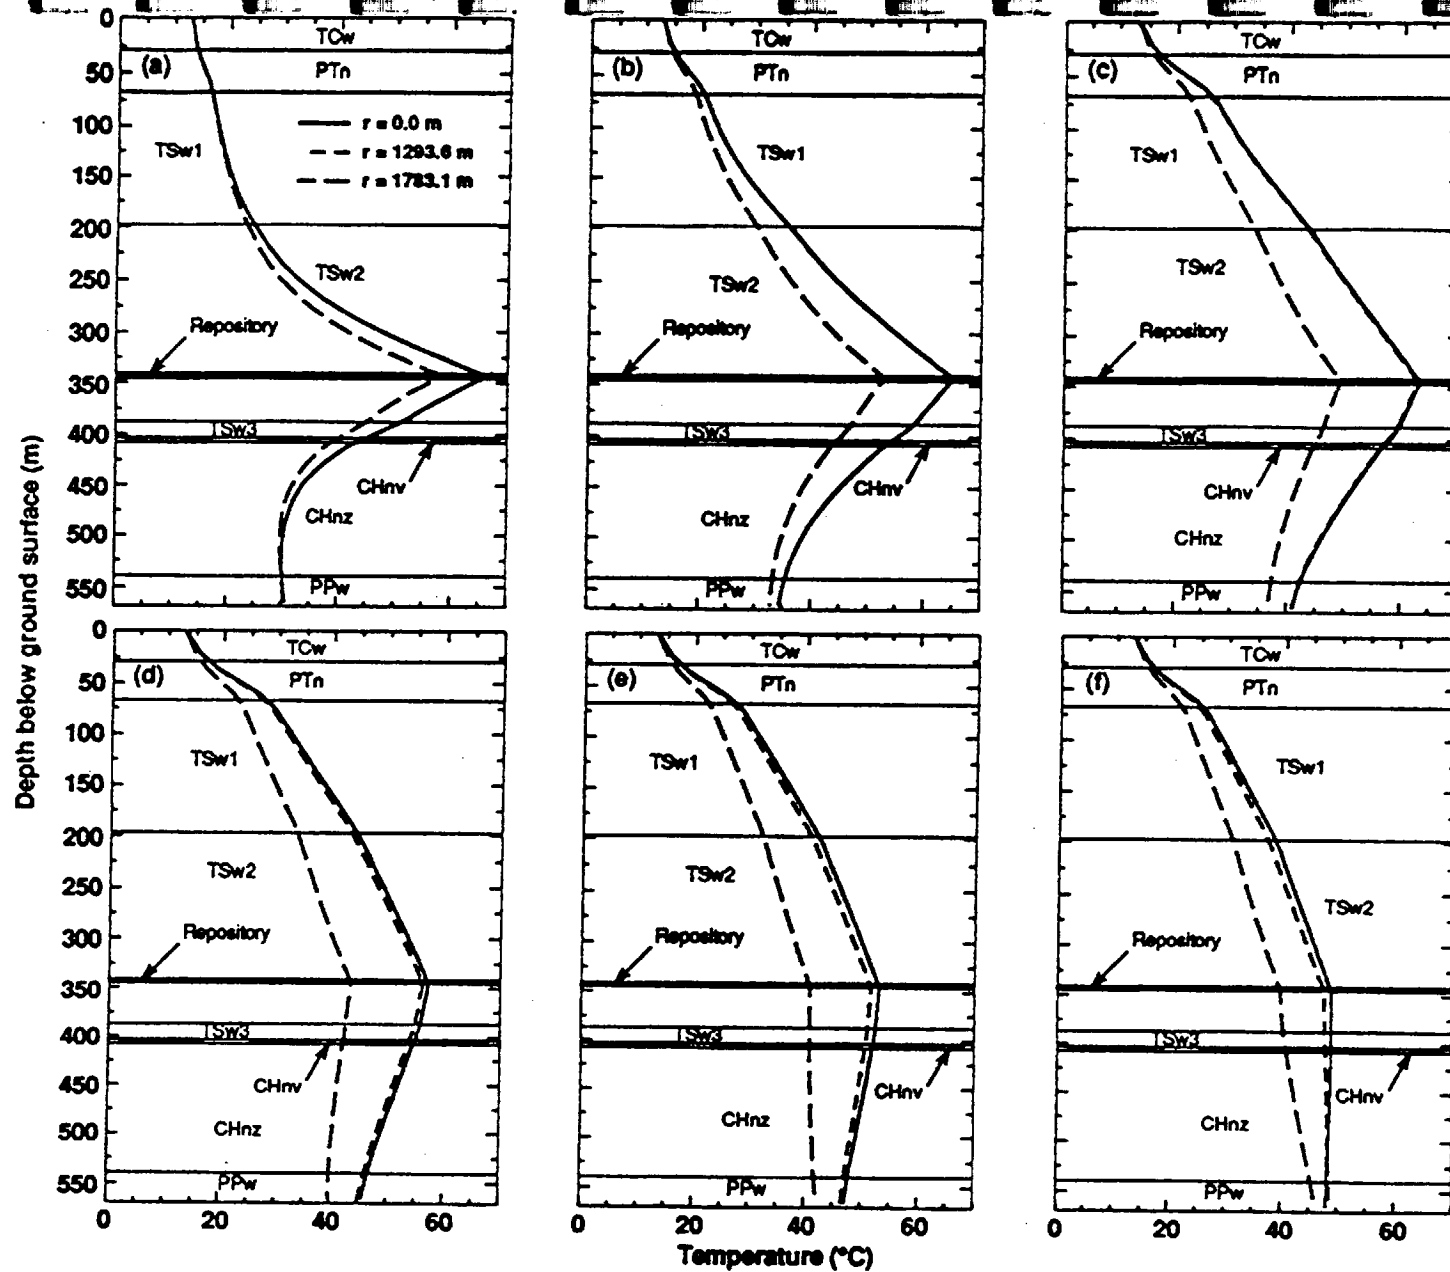 0
50
100
150
200
250
300
350
400
450
500
550
(a)
TCw
PTn
r = 0.0 m
r = 1293.6 m
r = 1783.1 m
TSw1
TSw2
Repository
TSw3
CHnv
CHnz
PPw
(b)
TCw
PTn
TSw1
TSw2
Repository
TSw3
CHnv
CHnz
PPw
(c)
TCw
PTn
TSw1
TSw2
Repository
TSw3
CHnv
CHnz
PPw
Depth below ground surface (m)
0
50
100
150
200
250
300
350
400
450
500
550
(d)
TCw
PTn
TSw1
TSw2
Repository
TSw3
CHnv
CHnz
PPw
0 20 40 60
(e)
TCw
PTn
TSw1
TSw2
Repository
TSw3
CHnv
CHnz
PPw
0 20 40 60
(f)
TCw
PTn
TSw1
TSw2
Repository
TSw3
CHnv
CHnz
PPw
0 20 40 60
Temperature (°C)